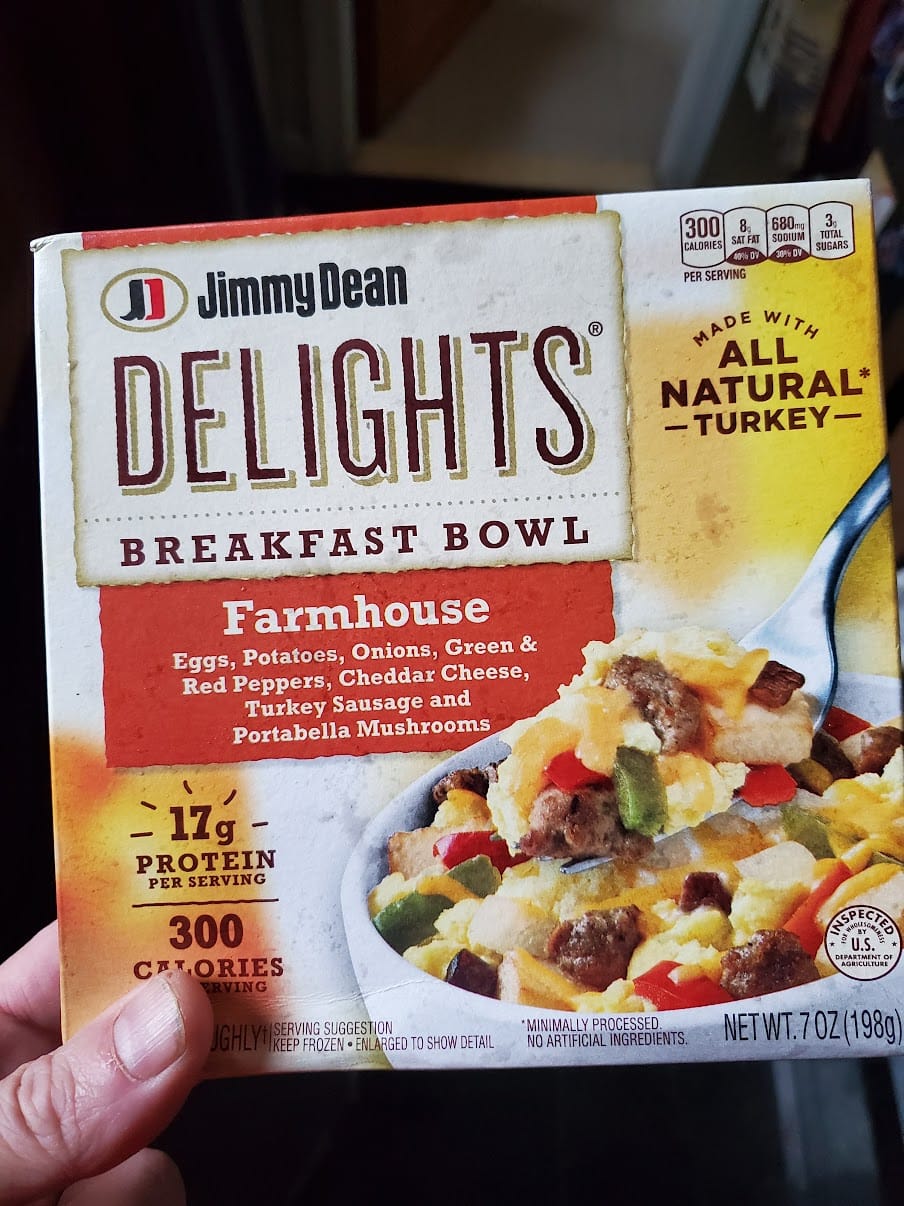 300
CALORIES
8g
SAT FAT
40% DV
680mg
SODIUM
30% DV
3g
TOTAL
SUGARS
PER SERVING
JD
Jimmy Dean
DELIGHTS®
BREAKFAST BOWL
MADE WITH
ALL
NATURAL*
—TURKEY—
Farmhouse
Eggs, Potatoes, Onions, Green &
Red Peppers, Cheddar Cheese,
Turkey Sausage and
Portabella Mushrooms
17g
PROTEIN
PER SERVING
300
CALORIES
INSPECTED
FOR WHOLESOMENESS
BY
U.S.
DEPARTMENT OF
AGRICULTURE
SERVING SUGGESTION
KEEP FROZEN • ENLARGED TO SHOW DETAIL
*MINIMALLY PROCESSED.
NO ARTIFICIAL INGREDIENTS.
NET WT. 7 OZ (198g)